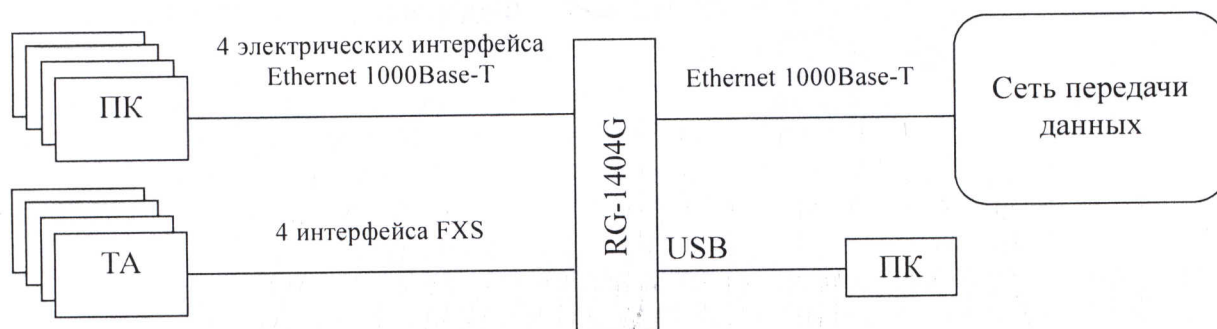 4 электрических интерфейса
Ethernet 1000Base-T
ПК
Ethernet 1000Base-T
Сеть передачи
данных
RG-1404G
4 интерфейса FXS
ТА
USB
ПК